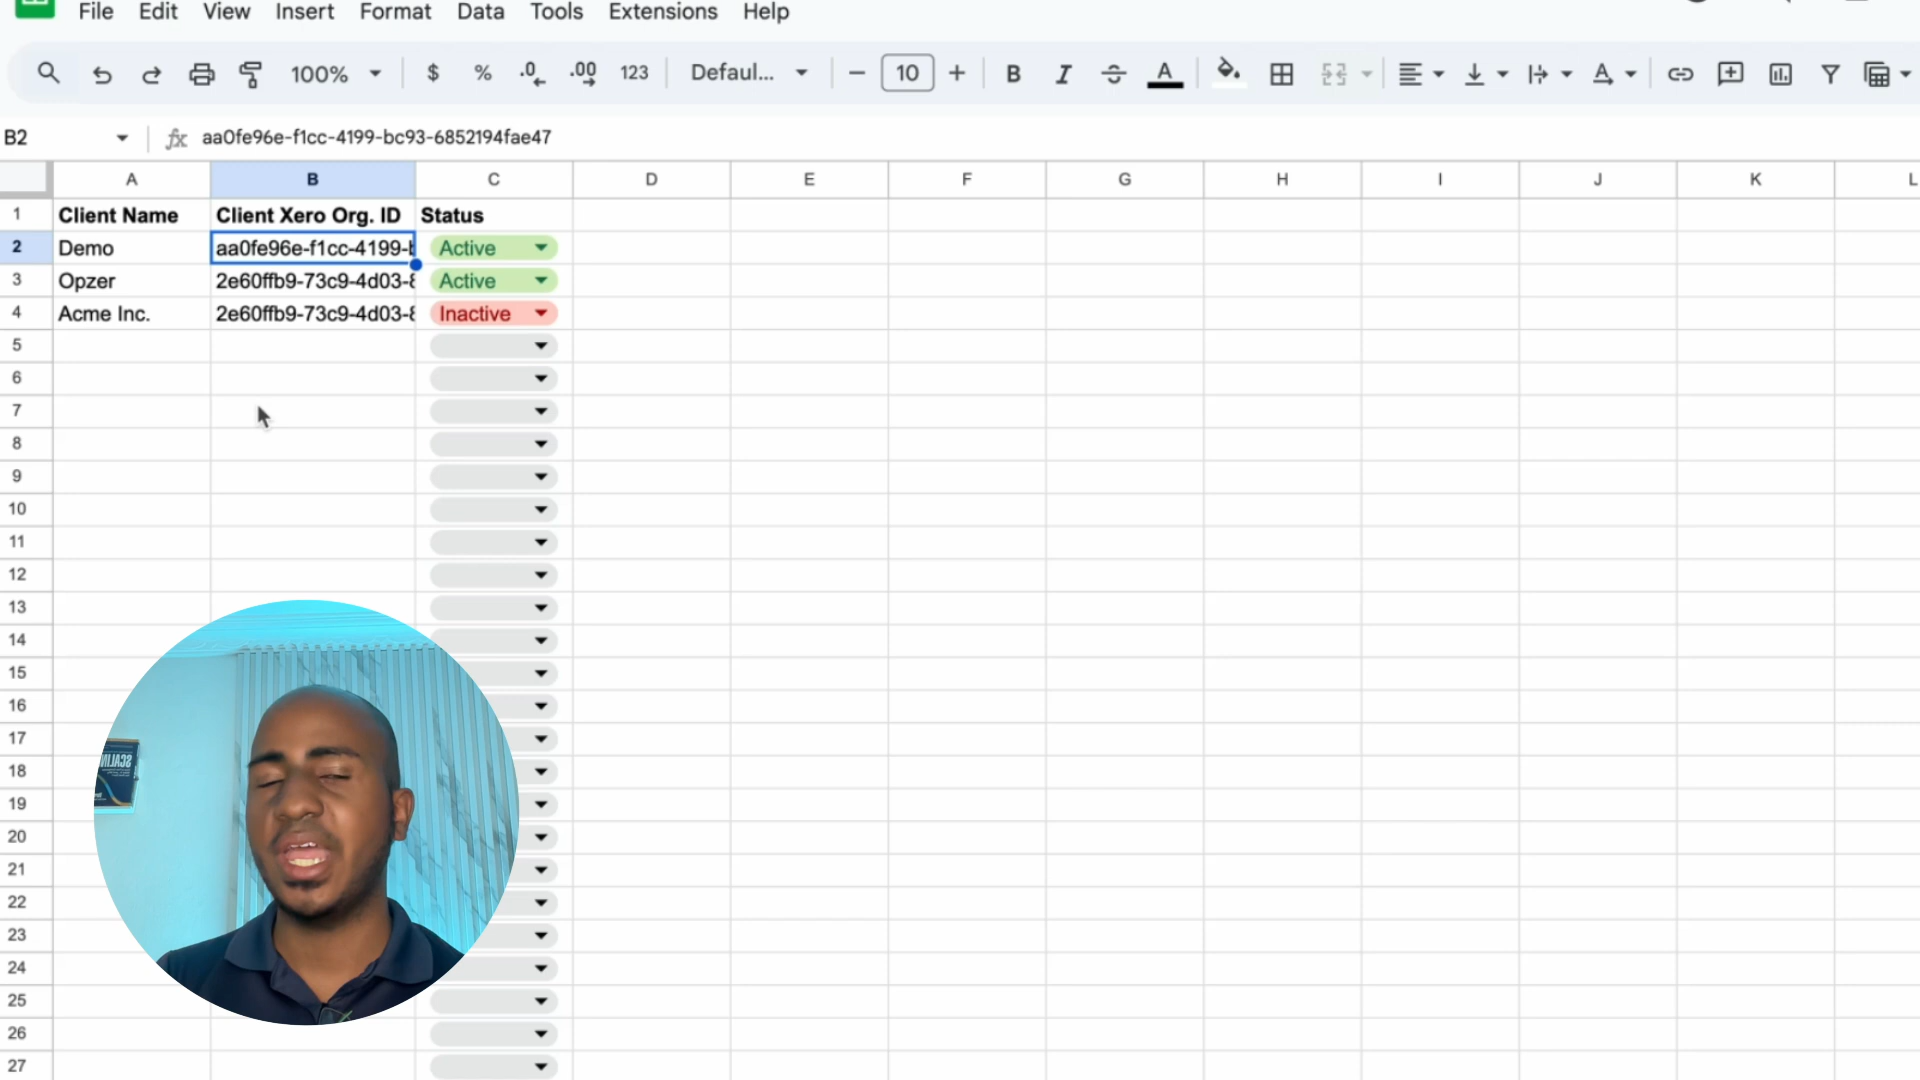 File Edit View Insert Format Data Tools Extensions Help
100% $ % .0 .00 123 Defaul... − 10 + B I S A
B2 fx aa0fe96e-f1cc-4199-bc93-6852194fae47
A B C D E F G H I J K L
1 Client Name Client Xero Org. ID Status
2 Demo aa0fe96e-f1cc-4199-b Active
3 Opzer 2e60ffb9-73c9-4d03-8 Active
4 Acme Inc. 2e60ffb9-73c9-4d03-8 Inactive
5
6
7
8
9
10
11
12
13
14
15
16
17
18
19
20
21
22
23
24
25
26
27
SCALIN